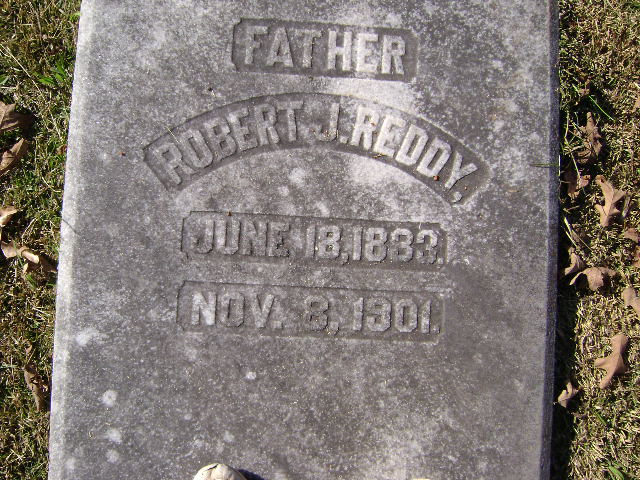 FATHER
ROBERT J. REDDY,
JUNE 18, 1833.
NOV. 8, 1901.